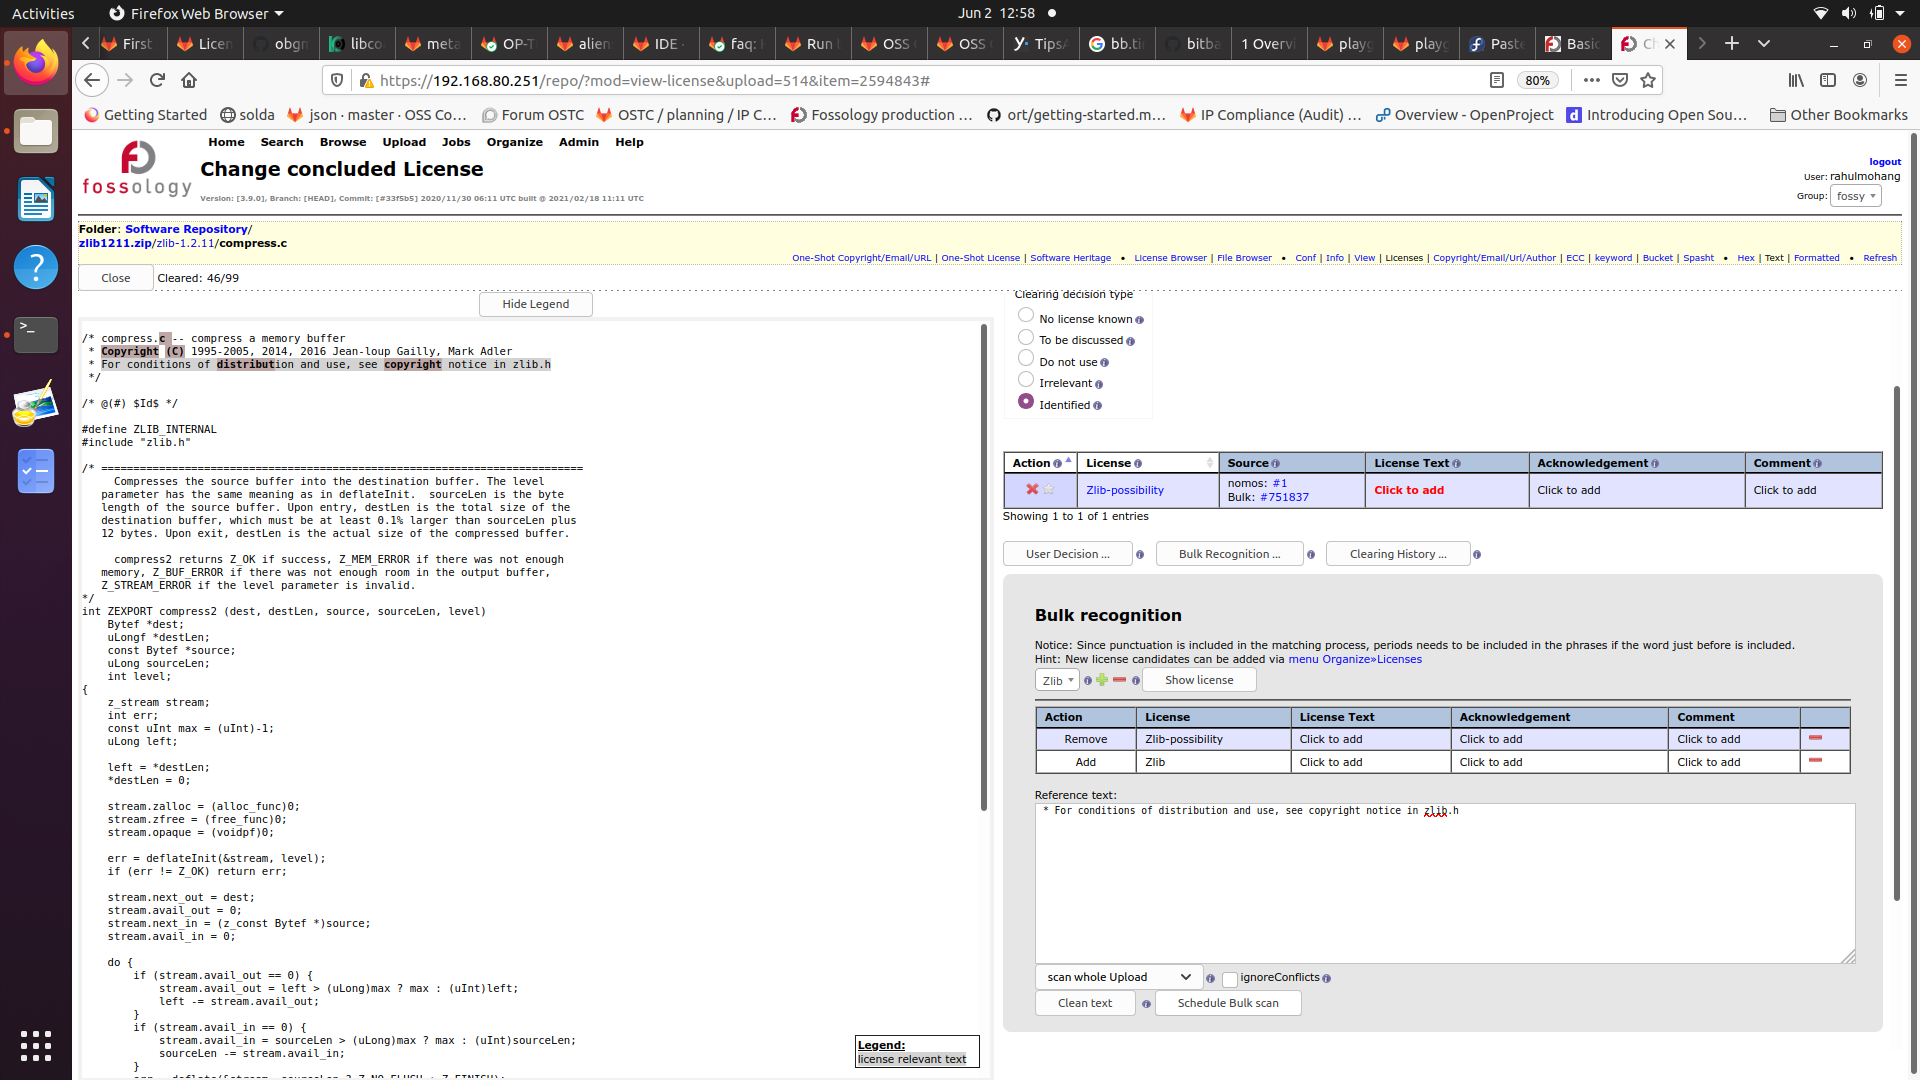 Activities
Firefox Web Browser
Jun 2 12:58
First
Licen
obgn
libco
meta
OP-T
alien
IDE -
faq: H
Run
OSS C
OSS C
TipsA
bb.ti
bitba
1 Overvi
playg
playg
Paste
Basic
https://192.168.80.251/repo/?mod=view-license&upload=514&item=2594843#
80%
Getting Started
solda
json · master · OSS Co…
Forum OSTC
OSTC / planning / IP C…
Fossology production …
ort/getting-started.m…
IP Compliance (Audit) …
Overview - OpenProject
Introducing Open Sou…
Other Bookmarks
fossology
Home Search Browse Upload Jobs Organize Admin Help
Change concluded License
Version: [3.9.0], Branch: [HEAD], Commit: [#33f5b5] 2020/11/30 06:11 UTC built @ 2021/02/18 11:11 UTC
logout
User: rahulmohang
Group: fossy
Folder: Software Repository/
zlib1211.zip/zlib-1.2.11/compress.c
One-Shot Copyright/Email/URL | One-Shot License | Software Heritage • License Browser | File Browser • Conf | Info | View | Licenses | Copyright/Email/Url/Author | ECC | keyword | Bucket | Spasht • Hex | Text | Formatted • Refresh
Close
Cleared: 46/99
Hide Legend
/* compress.c -- compress a memory buffer
* Copyright (C) 1995-2005, 2014, 2016 Jean-loup Gailly, Mark Adler
* For conditions of distribution and use, see copyright notice in zlib.h
*/
/* @(#) $Id$ */
#define ZLIB_INTERNAL
#include "zlib.h"
/* ===========================================================================
Compresses the source buffer into the destination buffer. The level
parameter has the same meaning as in deflateInit. sourceLen is the byte
length of the source buffer. Upon entry, destLen is the total size of the
destination buffer, which must be at least 0.1% larger than sourceLen plus
12 bytes. Upon exit, destLen is the actual size of the compressed buffer.
compress2 returns Z_OK if success, Z_MEM_ERROR if there was not enough
memory, Z_BUF_ERROR if there was not enough room in the output buffer,
Z_STREAM_ERROR if the level parameter is invalid.
*/
int ZEXPORT compress2 (dest, destLen, source, sourceLen, level)
Bytef *dest;
uLongf *destLen;
const Bytef *source;
uLong sourceLen;
int level;
{
z_stream stream;
int err;
const uInt max = (uInt)-1;
uLong left;
left = *destLen;
*destLen = 0;
stream.zalloc = (alloc_func)0;
stream.zfree = (free_func)0;
stream.opaque = (voidpf)0;
err = deflateInit(&stream, level);
if (err != Z_OK) return err;
stream.next_out = dest;
stream.avail_out = 0;
stream.next_in = (z_const Bytef *)source;
stream.avail_in = 0;
do {
if (stream.avail_out == 0) {
stream.avail_out = left > (uLong)max ? max : (uInt)left;
left -= stream.avail_out;
}
if (stream.avail_in == 0) {
stream.avail_in = sourceLen > (uLong)max ? max : (uInt)sourceLen;
sourceLen -= stream.avail_in;
}
Legend:
license relevant text
Clearing decision type
No license known
To be discussed
Do not use
Irrelevant
Identified
Action License Source License Text Acknowledgement Comment
Zlib-possibility
nomos: #1
Bulk: #751837
Click to add
Click to add
Click to add
Showing 1 to 1 of 1 entries
User Decision ...
Bulk Recognition ...
Clearing History ...
Bulk recognition
Notice: Since punctuation is included in the matching process, periods needs to be included in the phrases if the word just before is included.
Hint: New license candidates can be added via menu Organize»Licenses
Zlib
Show license
Action License License Text Acknowledgement Comment
Remove Zlib-possibility Click to add Click to add Click to add
Add Zlib Click to add Click to add Click to add
Reference text:
* For conditions of distribution and use, see copyright notice in zlib.h
scan whole Upload
ignoreConflicts
Clean text
Schedule Bulk scan